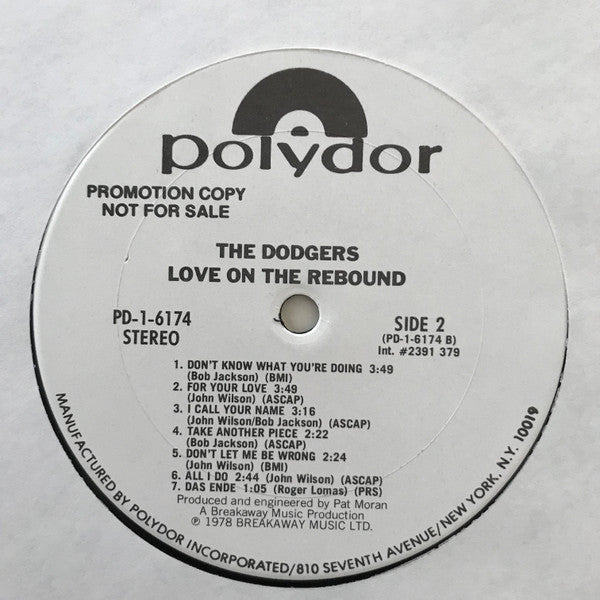 polydor
PROMOTION COPY
NOT FOR SALE
THE DODGERS
LOVE ON THE REBOUND
PD-1-6174
STEREO
SIDE 2
(PD-1-6174 B)
Int. #2391 379
1. DON'T KNOW WHAT YOU'RE DOING 3:49
(Bob Jackson) (BMI)
2. FOR YOUR LOVE 3:49
(John Wilson) (ASCAP)
3. I CALL YOUR NAME 3:16
(John Wilson/Bob Jackson) (ASCAP)
4. TAKE ANOTHER PIECE 2:22
(Bob Jackson) (ASCAP)
5. DON'T LET ME BE WRONG 2:24
(John Wilson) (BMI)
6. ALL I DO 2:44 (John Wilson) (ASCAP)
7. DAS ENDE 1:05 (Roger Lomas) (PRS)
Produced and engineered by Pat Moran
A Breakaway Music Production
℗ 1978 BREAKAWAY MUSIC LTD.
MANUFACTURED BY POLYDOR INCORPORATED/810 SEVENTH AVENUE/NEW YORK, N.Y. 10019